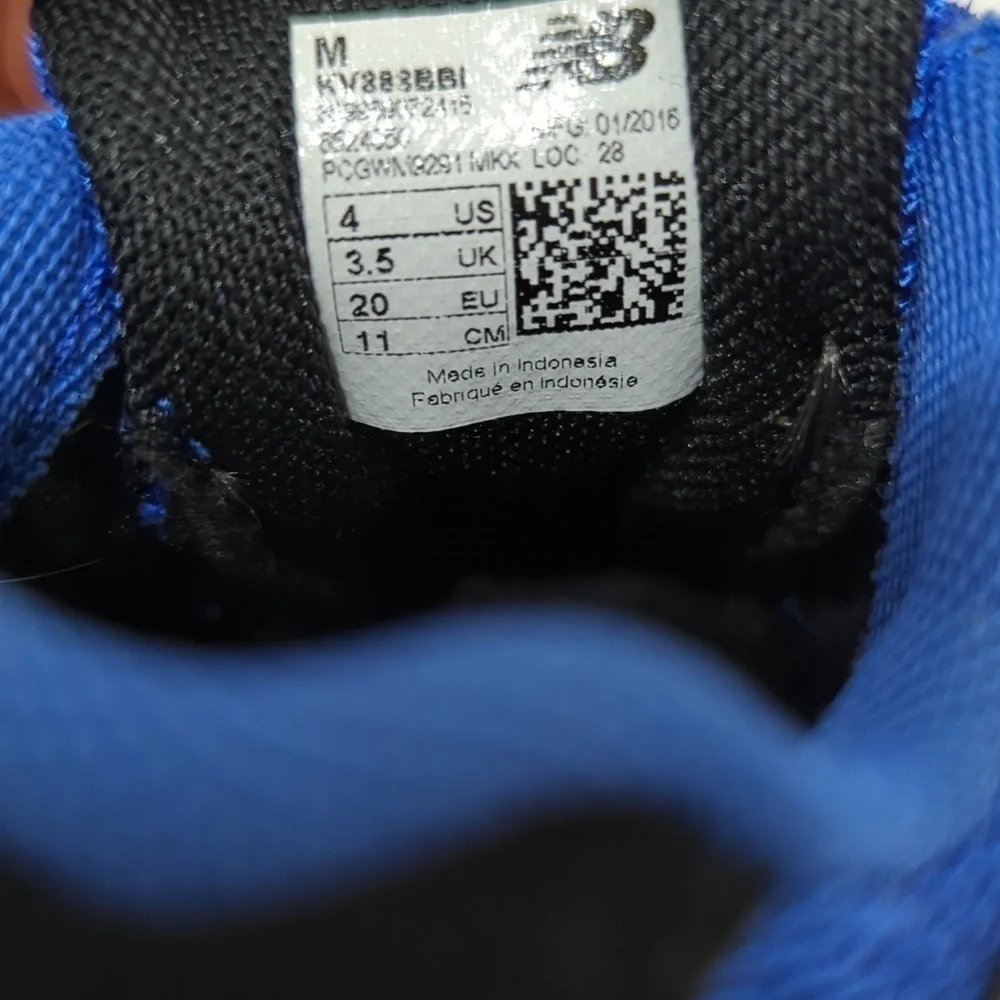 M
NB
KV888BBI
MFG: 01/2016
LOC 28
4 US
3.5 UK
20 EU
11 CM
Made in Indonesia
Fabriqué en Indonésie